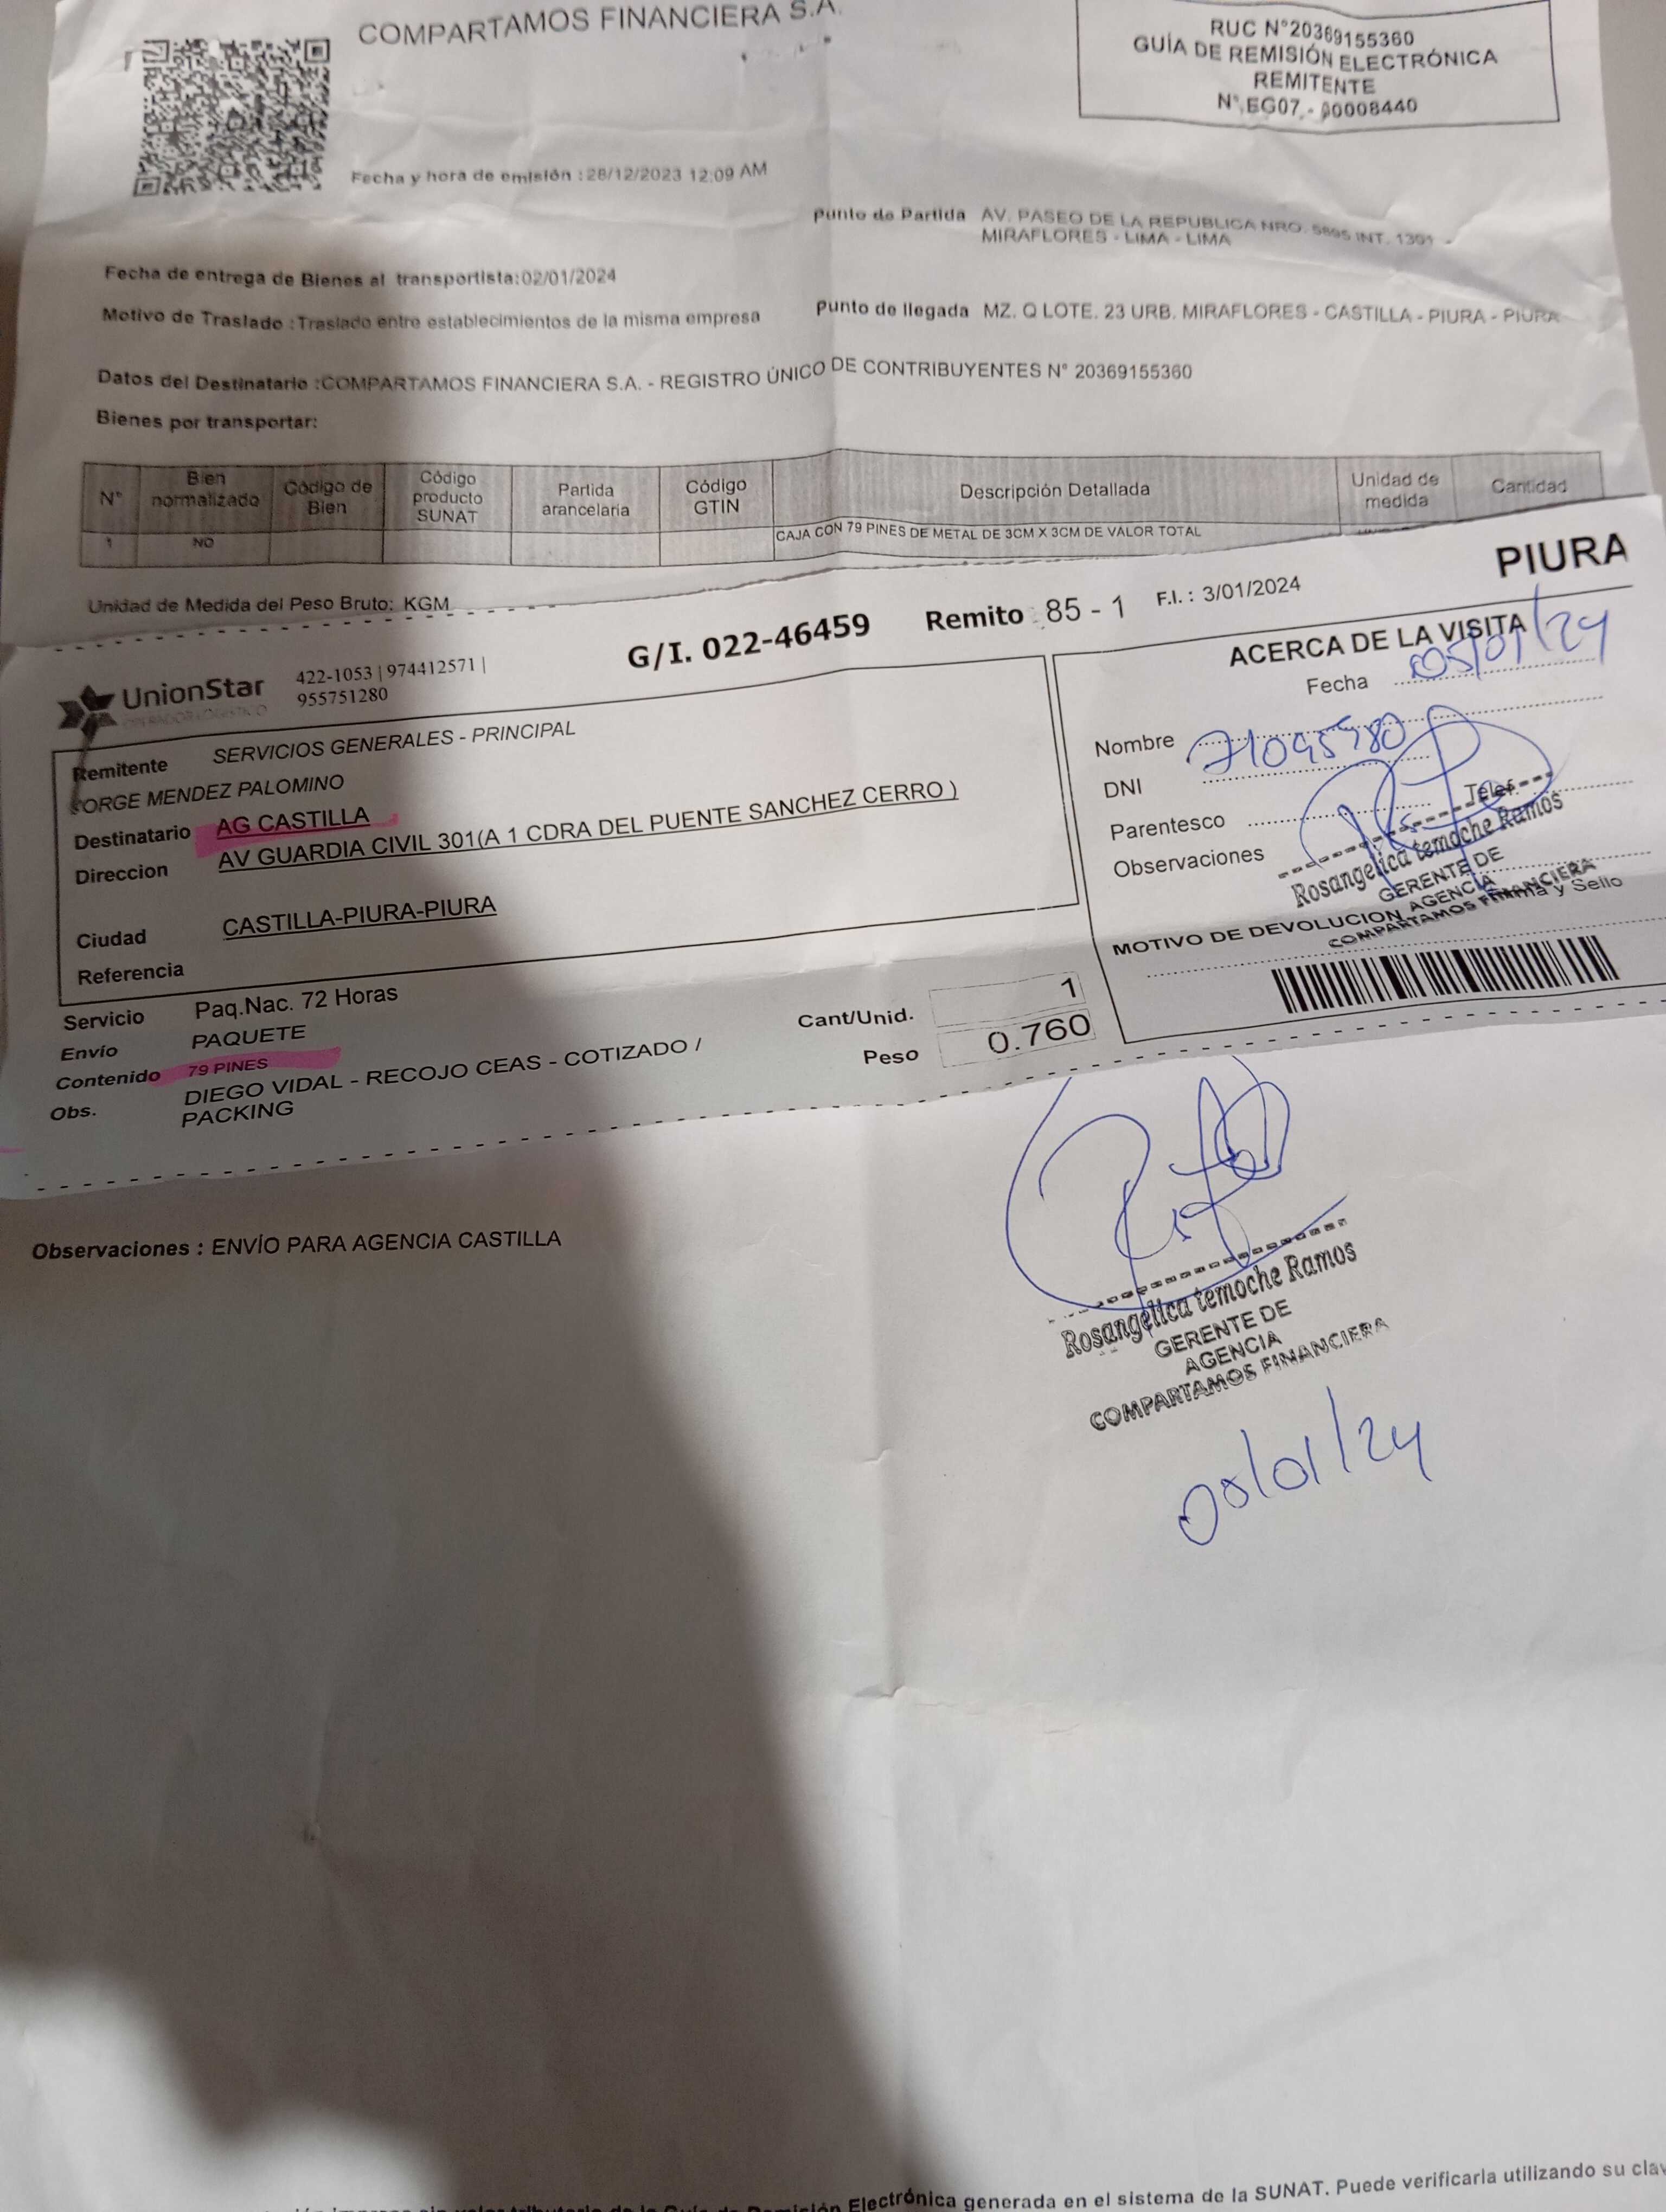 COMPARTAMOS FINANCIERA S.A.
RUC N°20369155360
GUÍA DE REMISIÓN ELECTRÓNICA
REMITENTE
N° EG07 - 00008440
Fecha y hora de emisión : 28/12/2023 12:09 AM
Punto de Partida AV. PASEO DE LA REPUBLICA NRO. 5895 INT. 1301 -
MIRAFLORES - LIMA - LIMA
Fecha de entrega de Bienes al transportista:02/01/2024
Motivo de Traslado : Traslado entre establecimientos de la misma empresa
Punto de llegada MZ. Q LOTE. 23 URB. MIRAFLORES - CASTILLA - PIURA - PIURA
Datos del Destinatario :COMPARTAMOS FINANCIERA S.A. - REGISTRO ÚNICO DE CONTRIBUYENTES N° 20369155360
Bienes por transportar:
N° Bien normalizado Código de Bien Código producto SUNAT Partida arancelaria Código GTIN Descripción Detallada Unidad de medida Cantidad
1 NO CAJA CON 79 PINES DE METAL DE 3CM X 3CM DE VALOR TOTAL
Unidad de Medida del Peso Bruto: KGM
PIURA
G/I. 022-46459 Remito : 85 - 1 F.I. : 3/01/2024
UnionStar
OPERADOR LOGISTICO
422-1053 | 974412571 |
955751280
Remitente SERVICIOS GENERALES - PRINCIPAL
JORGE MENDEZ PALOMINO
Destinatario AG CASTILLA
Direccion AV GUARDIA CIVIL 301(A 1 CDRA DEL PUENTE SANCHEZ CERRO )
Ciudad CASTILLA-PIURA-PIURA
Referencia
Servicio Paq.Nac. 72 Horas
Envío PAQUETE
Contenido 79 PINES
Obs. DIEGO VIDAL - RECOJO CEAS - COTIZADO /
PACKING
Cant/Unid. 1
Peso 0.760
ACERCA DE LA VISITA
Fecha 05/01/24
Nombre
DNI
Parentesco Telef.
Observaciones
Rosangelica temoche Ramos
GERENTE DE
AGENCIA
COMPARTAMOS FINANCIERA
Firma y Sello
MOTIVO DE DEVOLUCION
Observaciones : ENVÍO PARA AGENCIA CASTILLA
Rosangelica temoche Ramos
GERENTE DE
AGENCIA
COMPARTAMOS FINANCIERA
05/01/24
Electrónica generada en el sistema de la SUNAT. Puede verificarla utilizando su